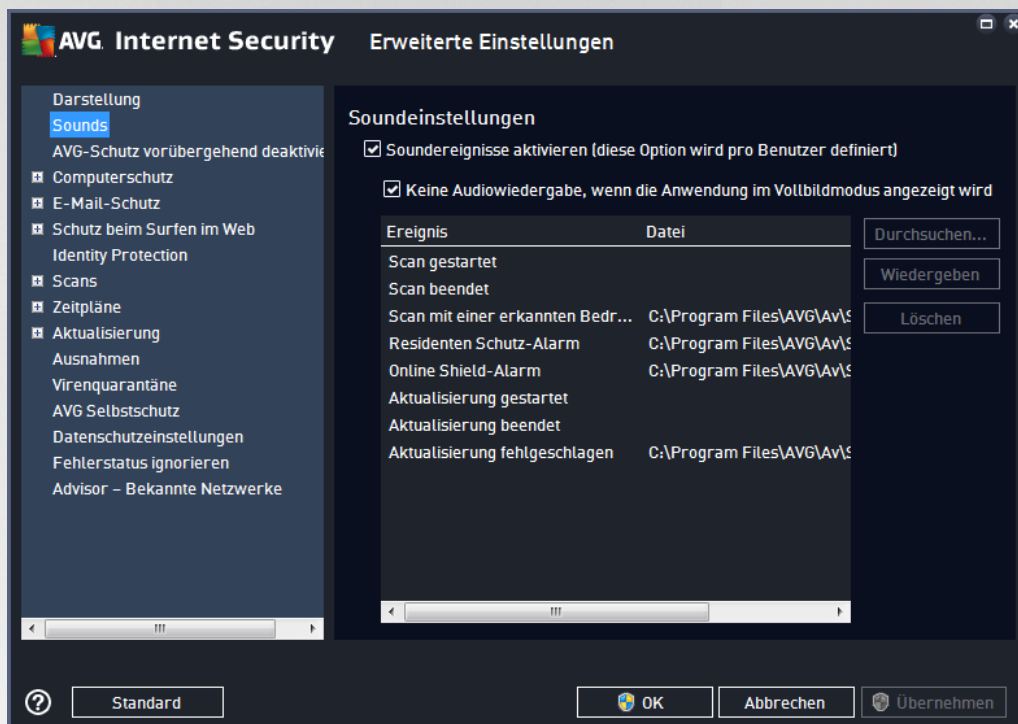 AVG. Internet Security Erweiterte Einstellungen
Darstellung
Sounds
AVG-Schutz vorübergehend deaktivie
Computerschutz
E-Mail-Schutz
Schutz beim Surfen im Web
Identity Protection
Scans
Zeitpläne
Aktualisierung
Ausnahmen
Virenquarantäne
AVG Selbstschutz
Datenschutzeinstellungen
Fehlerstatus ignorieren
Advisor – Bekannte Netzwerke
Soundeinstellungen
Soundereignisse aktivieren (diese Option wird pro Benutzer definiert)
Keine Audiowiedergabe, wenn die Anwendung im Vollbildmodus angezeigt wird
Ereignis Datei
Scan gestartet
Scan beendet
Scan mit einer erkannten Bedr... C:\Program Files\AVG\Av\S
Residenten Schutz-Alarm C:\Program Files\AVG\Av\S
Online Shield-Alarm C:\Program Files\AVG\Av\S
Aktualisierung gestartet
Aktualisierung beendet
Aktualisierung fehlgeschlagen C:\Program Files\AVG\Av\S
Durchsuchen...
Wiedergeben
Löschen
Standard
OK
Abbrechen
Übernehmen